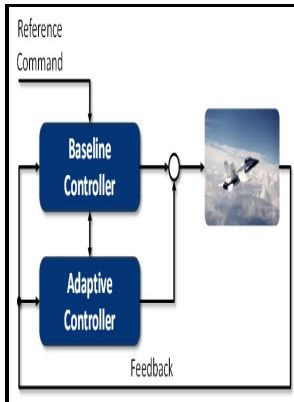 Reference
Command
Baseline
Controller
Adaptive
Controller
Feedback